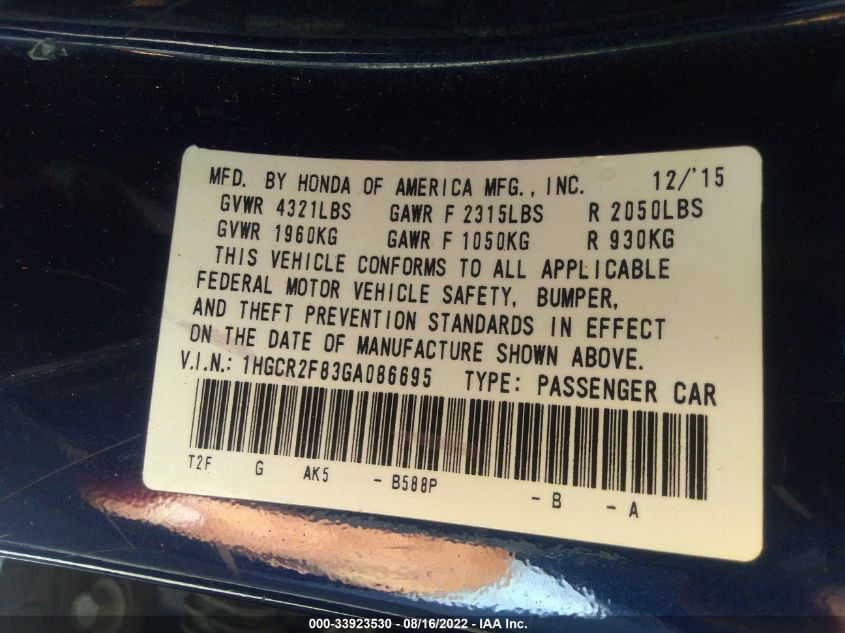 MFD. BY HONDA OF AMERICA MFG., INC. 12/'15
GVWR 4321LBS GAWR F 2315LBS R 2050LBS
GVWR 1960KG GAWR F 1050KG R 930KG
THIS VEHICLE CONFORMS TO ALL APPLICABLE
FEDERAL MOTOR VEHICLE SAFETY, BUMPER,
AND THEFT PREVENTION STANDARDS IN EFFECT
ON THE DATE OF MANUFACTURE SHOWN ABOVE.
V.I.N.: 1HGCR2F83GA086695 TYPE: PASSENGER CAR
T2F G AK5 - B588P - B - A
000-33923530 - 08/16/2022 - IAA Inc.